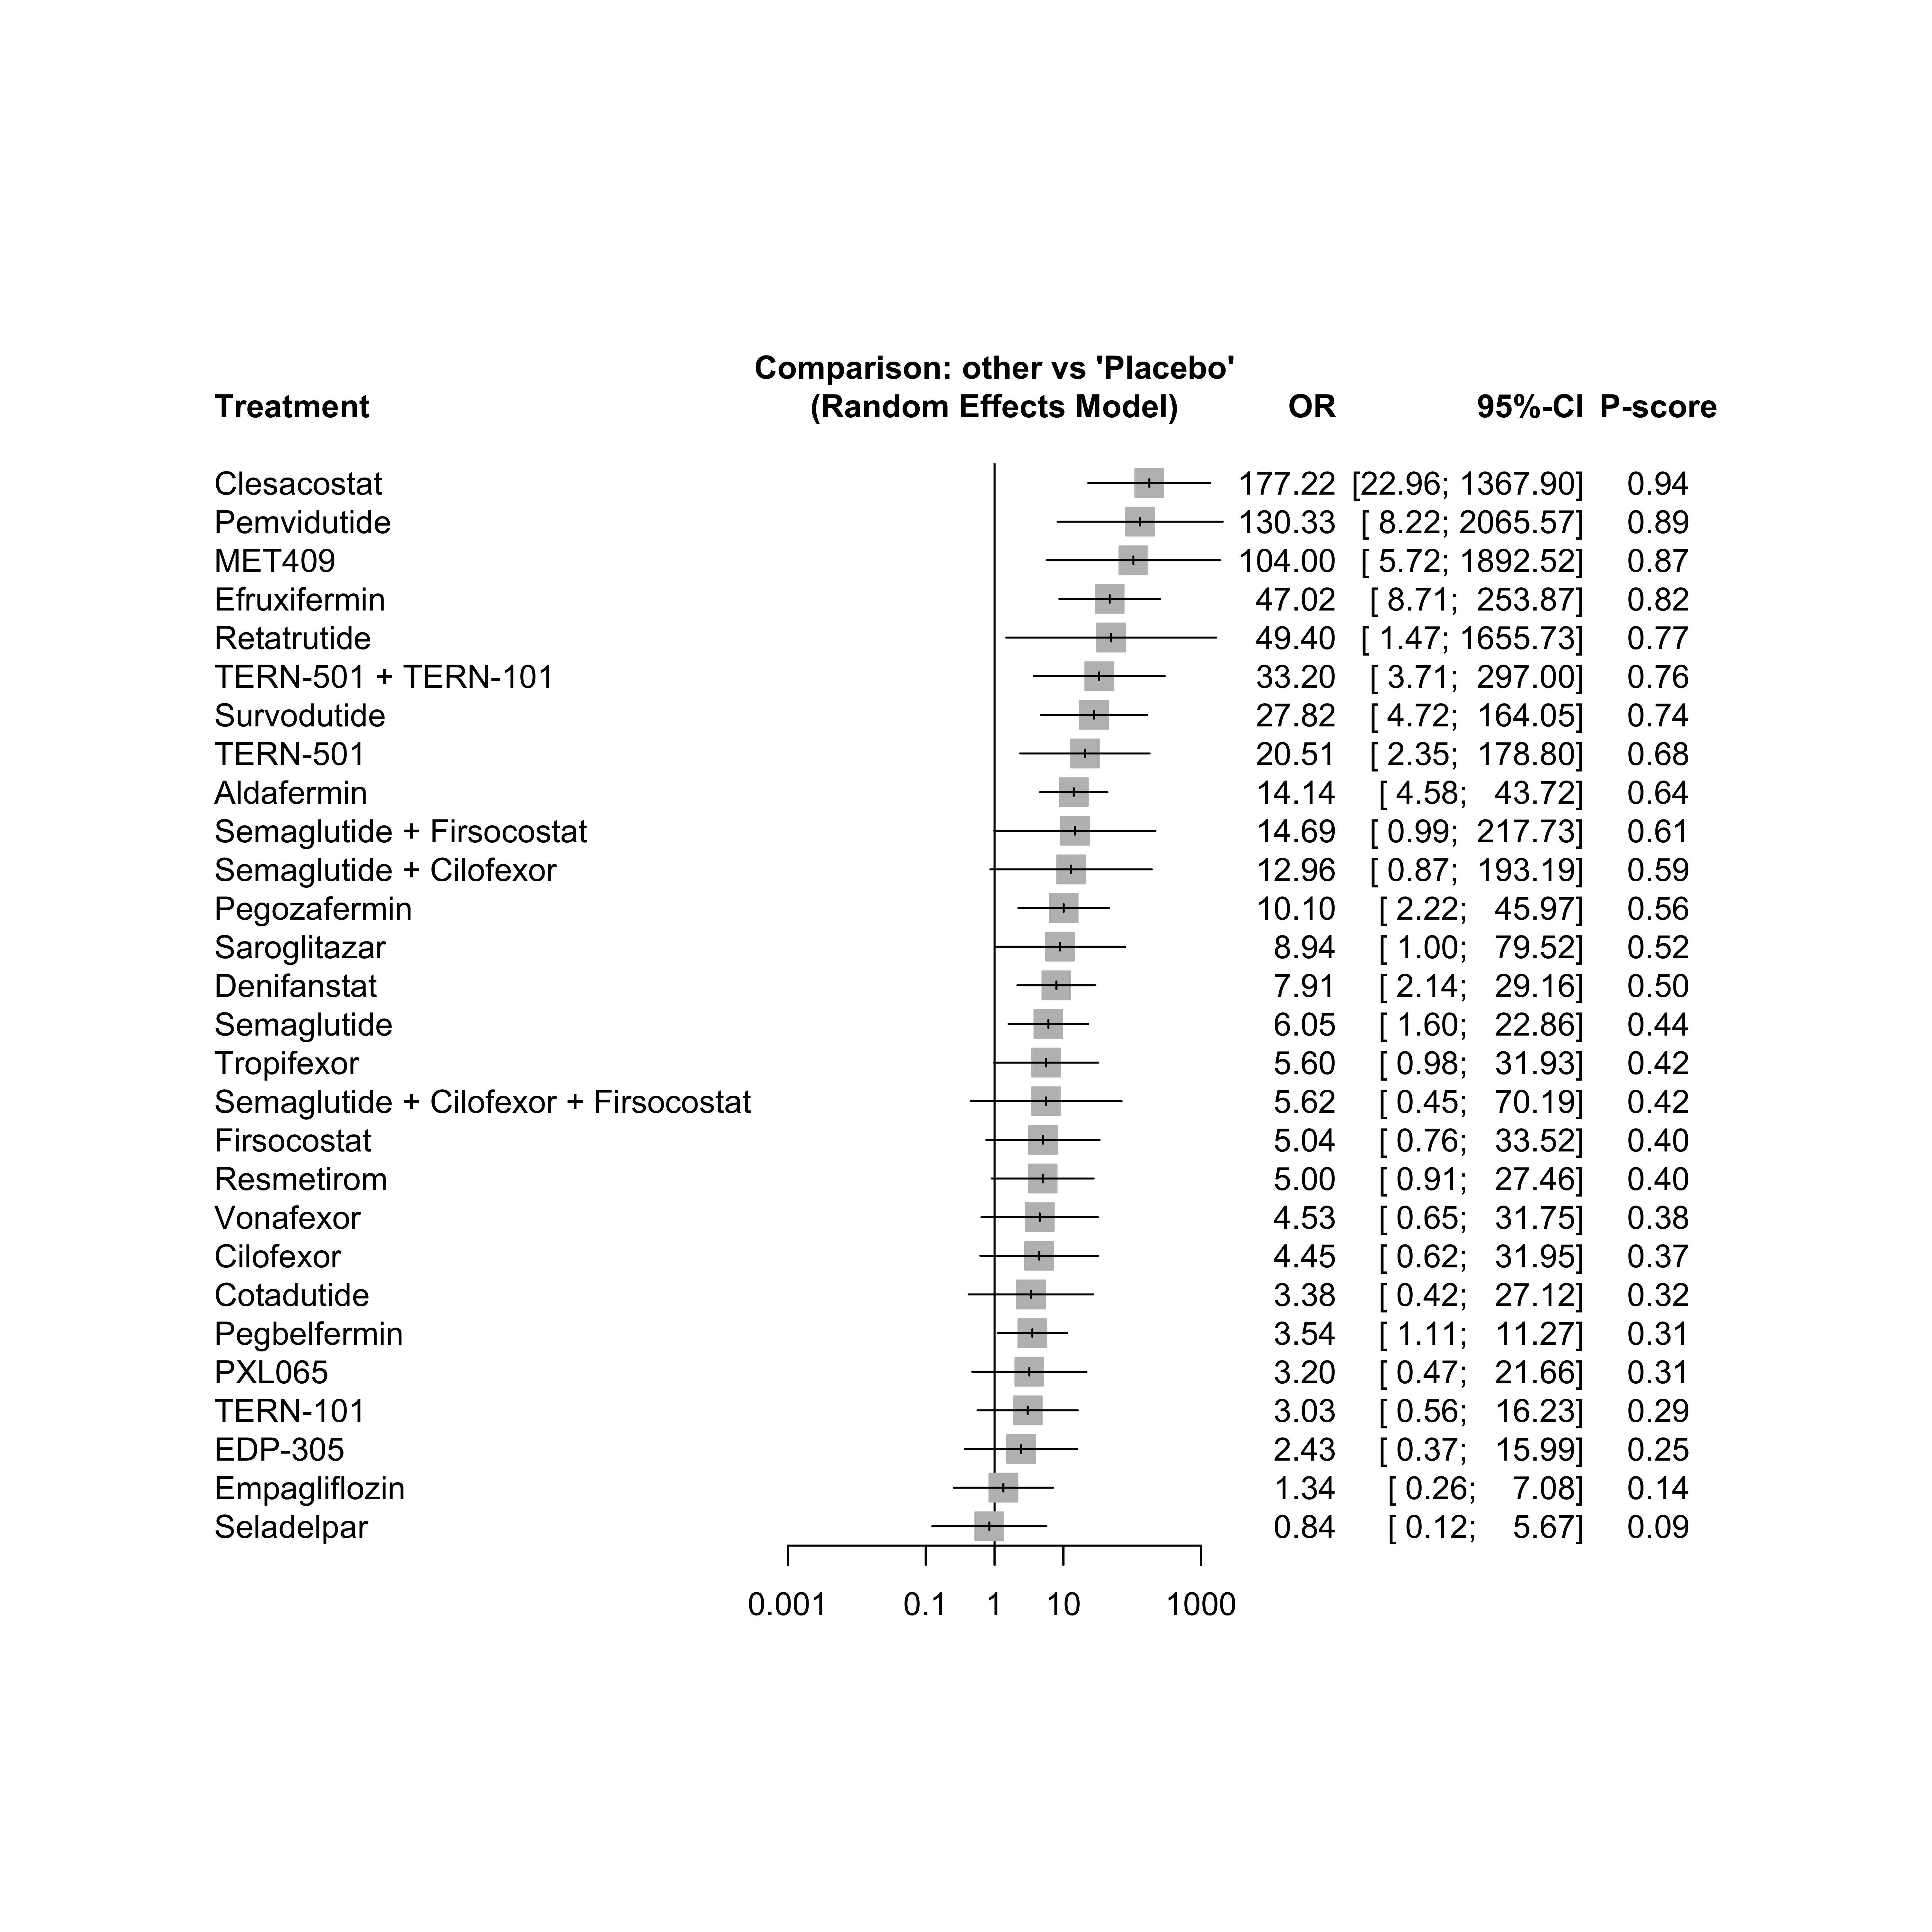 Comparison: other vs 'Placebo'
Treatment (Random Effects Model) OR 95%-CI P-score
Clesacostat 177.22 [22.96; 1367.90] 0.94
Pemvidutide 130.33 [ 8.22; 2065.57] 0.89
MET409 104.00 [ 5.72; 1892.52] 0.87
Efruxifermin 47.02 [ 8.71; 253.87] 0.82
Retatrutide 49.40 [ 1.47; 1655.73] 0.77
TERN-501 + TERN-101 33.20 [ 3.71; 297.00] 0.76
Survodutide 27.82 [ 4.72; 164.05] 0.74
TERN-501 20.51 [ 2.35; 178.80] 0.68
Aldafermin 14.14 [ 4.58; 43.72] 0.64
Semaglutide + Firsocostat 14.69 [ 0.99; 217.73] 0.61
Semaglutide + Cilofexor 12.96 [ 0.87; 193.19] 0.59
Pegozafermin 10.10 [ 2.22; 45.97] 0.56
Saroglitazar 8.94 [ 1.00; 79.52] 0.52
Denifanstat 7.91 [ 2.14; 29.16] 0.50
Semaglutide 6.05 [ 1.60; 22.86] 0.44
Tropifexor 5.60 [ 0.98; 31.93] 0.42
Semaglutide + Cilofexor + Firsocostat 5.62 [ 0.45; 70.19] 0.42
Firsocostat 5.04 [ 0.76; 33.52] 0.40
Resmetirom 5.00 [ 0.91; 27.46] 0.40
Vonafexor 4.53 [ 0.65; 31.75] 0.38
Cilofexor 4.45 [ 0.62; 31.95] 0.37
Cotadutide 3.38 [ 0.42; 27.12] 0.32
Pegbelfermin 3.54 [ 1.11; 11.27] 0.31
PXL065 3.20 [ 0.47; 21.66] 0.31
TERN-101 3.03 [ 0.56; 16.23] 0.29
EDP-305 2.43 [ 0.37; 15.99] 0.25
Empagliflozin 1.34 [ 0.26; 7.08] 0.14
Seladelpar 0.84 [ 0.12; 5.67] 0.09
0.001 0.1 1 10 1000